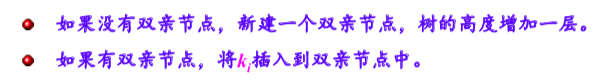 如果没有双亲节点，新建一个双亲节点，树的高度增加一层。
如果有双亲节点，将ki插入到双亲节点中。